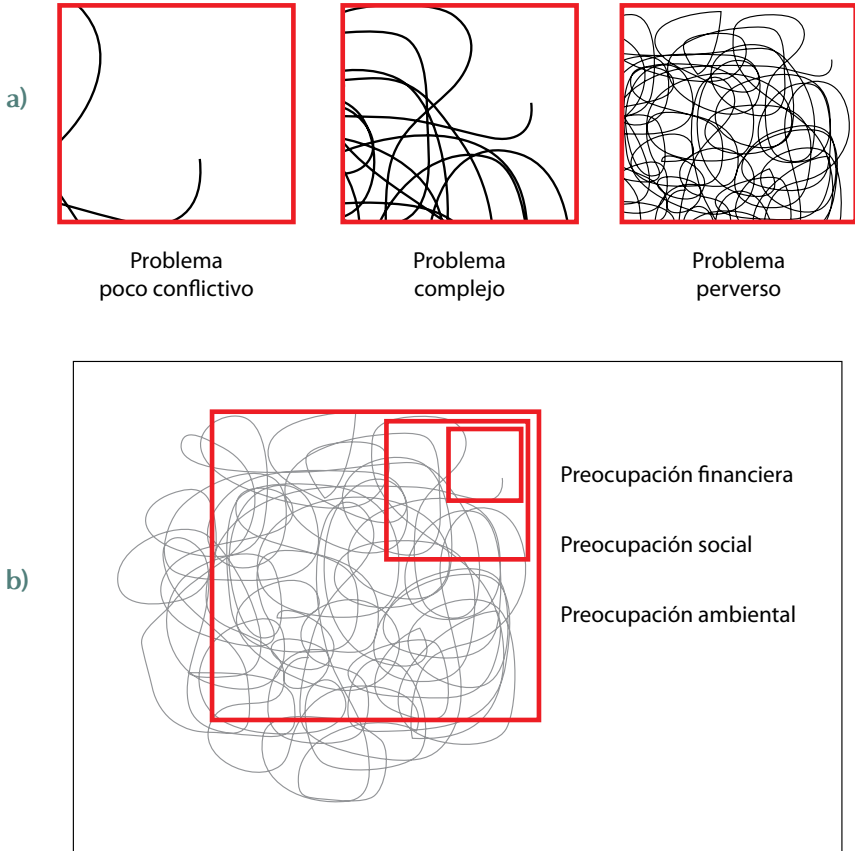 a)
Problema
poco conflictivo
Problema
complejo
Problema
perverso
b)
Preocupación financiera
Preocupación social
Preocupación ambiental